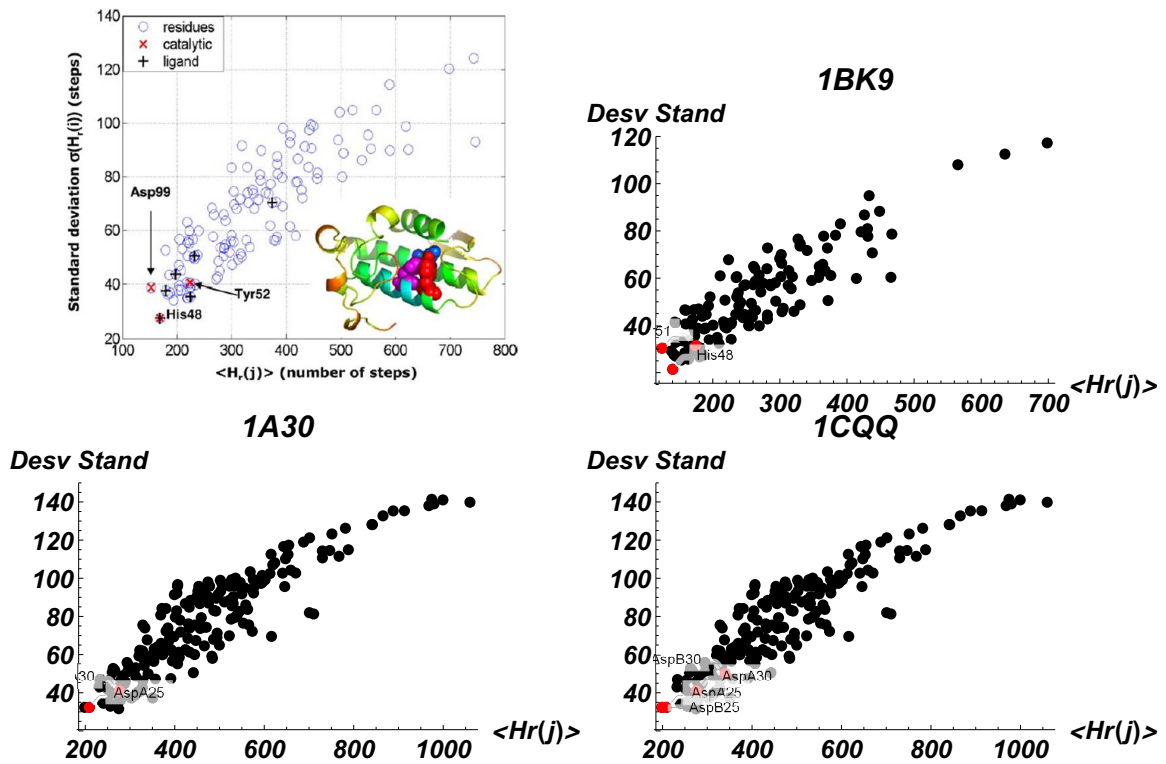 140
120
100
80
60
40
20
Standard deviation σ(Hr(i)) (steps)
residues
catalytic
ligand
Asp99
Tyr52
His48
100 200 300 400 500 600 700 800
<Hr(j)> (number of steps)
1BK9
Desv Stand
120
100
80
60
40
51
His48
200 300 400 500 600 700
<Hr(j)>
1A30
Desv Stand
140
120
100
80
60
40
30
AspA25
200 400 600 800 1000
<Hr(j)>
1CQQ
Desv Stand
140
120
100
80
60
40
AspB30
AspA30
AspA25
AspB25
200 400 600 800 1000
<Hr(j)>